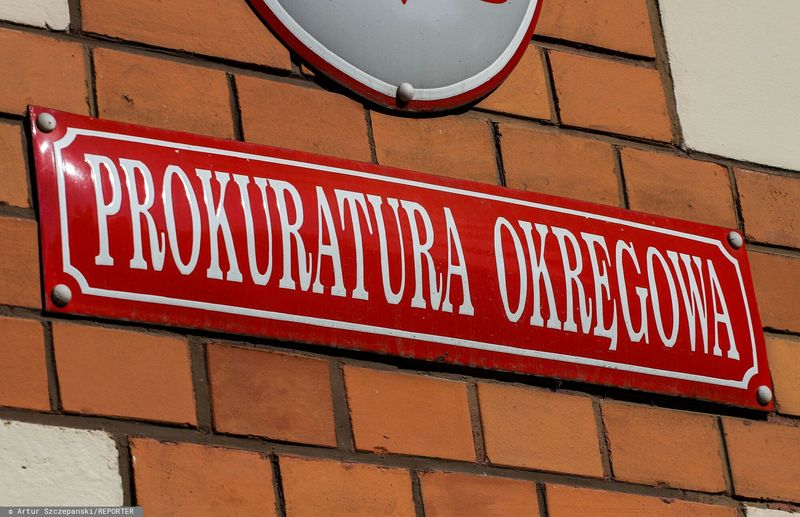 PROKURATURA OKRĘGOWA
© Artur Szczepanski/REPORTER